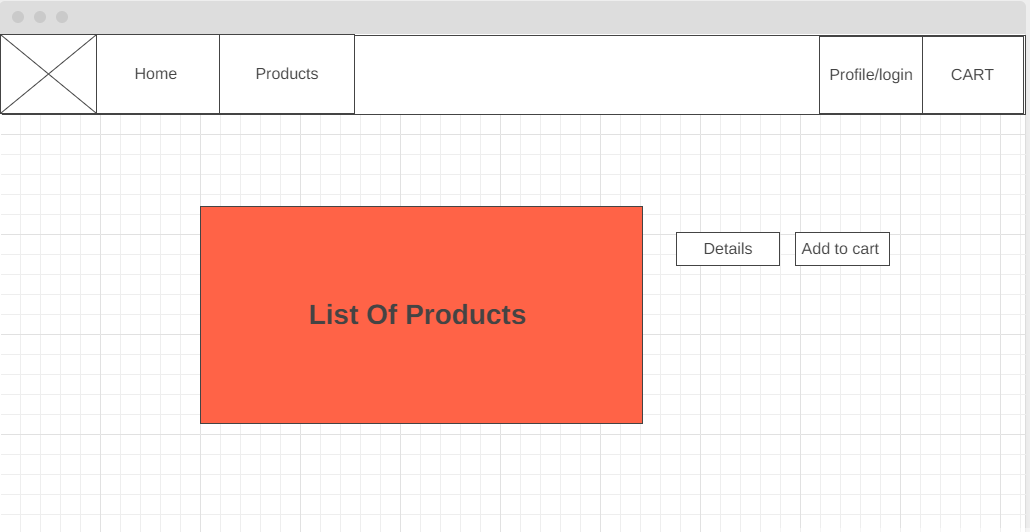 Home
Products
Profile/login
CART
Details
Add to cart
List Of Products